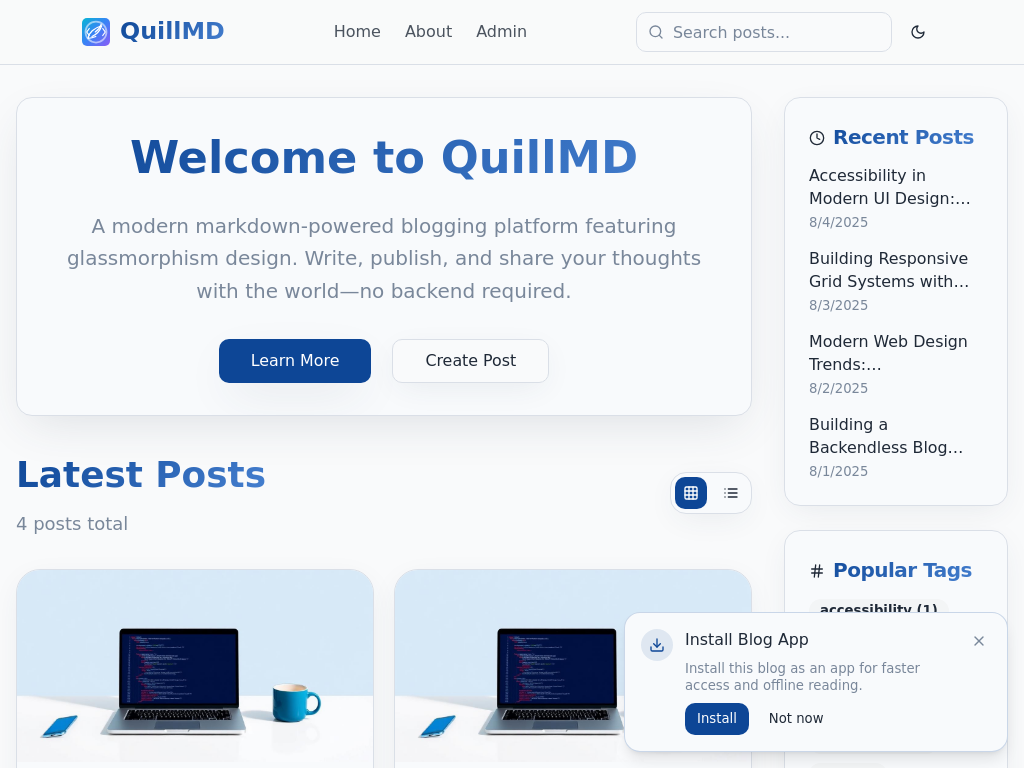 QuillMD
Home
About
Admin
Search posts...
Welcome to QuillMD
A modern markdown-powered blogging platform featuring
glassmorphism design. Write, publish, and share your thoughts
with the world—no backend required.
Learn More
Create Post
Latest Posts
4 posts total
Recent Posts
Accessibility in
Modern UI Design:...
8/4/2025
Building Responsive
Grid Systems with...
8/3/2025
Modern Web Design
Trends:...
8/2/2025
Building a
Backendless Blog...
8/1/2025
Popular Tags
accessibility (1)
Install Blog App
Install this blog as an app for faster
access and offline reading.
Install
Not now